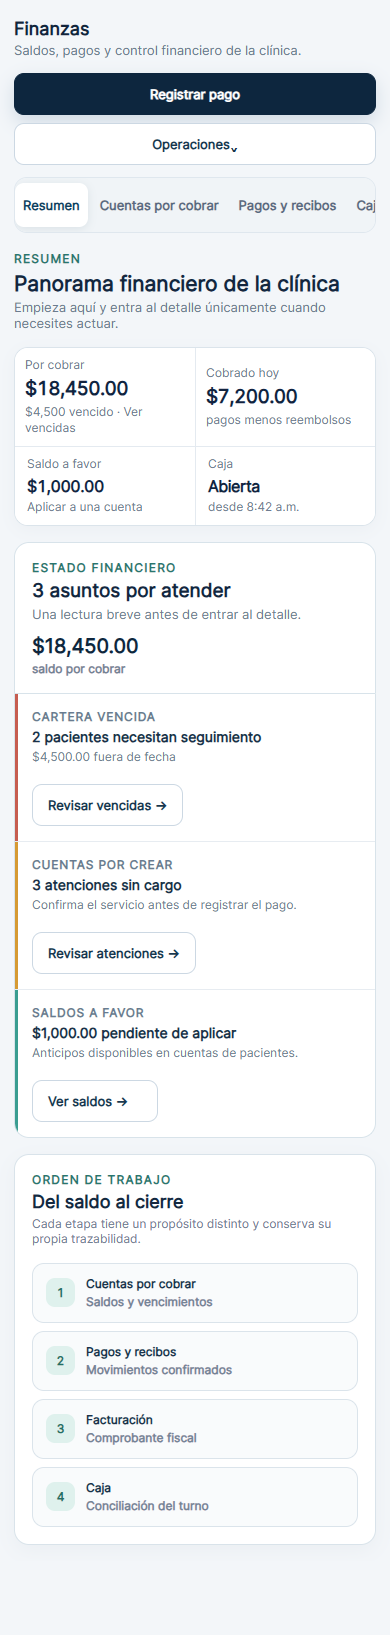 Finanzas
Saldos, pagos y control financiero de la clínica.
Registrar pago
Operaciones
Resumen Cuentas por cobrar Pagos y recibos Caj
RESUMEN
Panorama financiero de la clínica
Empieza aquí y entra al detalle únicamente cuando
necesites actuar.
Por cobrar
$18,450.00
$4,500 vencido · Ver
vencidas
Cobrado hoy
$7,200.00
pagos menos reembolsos
Saldo a favor
$1,000.00
Aplicar a una cuenta
Caja
Abierta
desde 8:42 a.m.
ESTADO FINANCIERO
3 asuntos por atender
Una lectura breve antes de entrar al detalle.
$18,450.00
saldo por cobrar
CARTERA VENCIDA
2 pacientes necesitan seguimiento
$4,500.00 fuera de fecha
Revisar vencidas →
CUENTAS POR CREAR
3 atenciones sin cargo
Confirma el servicio antes de registrar el pago.
Revisar atenciones →
SALDOS A FAVOR
$1,000.00 pendiente de aplicar
Anticipos disponibles en cuentas de pacientes.
Ver saldos →
ORDEN DE TRABAJO
Del saldo al cierre
Cada etapa tiene un propósito distinto y conserva su
propia trazabilidad.
1 Cuentas por cobrar
Saldos y vencimientos
2 Pagos y recibos
Movimientos confirmados
3 Facturación
Comprobante fiscal
4 Caja
Conciliación del turno